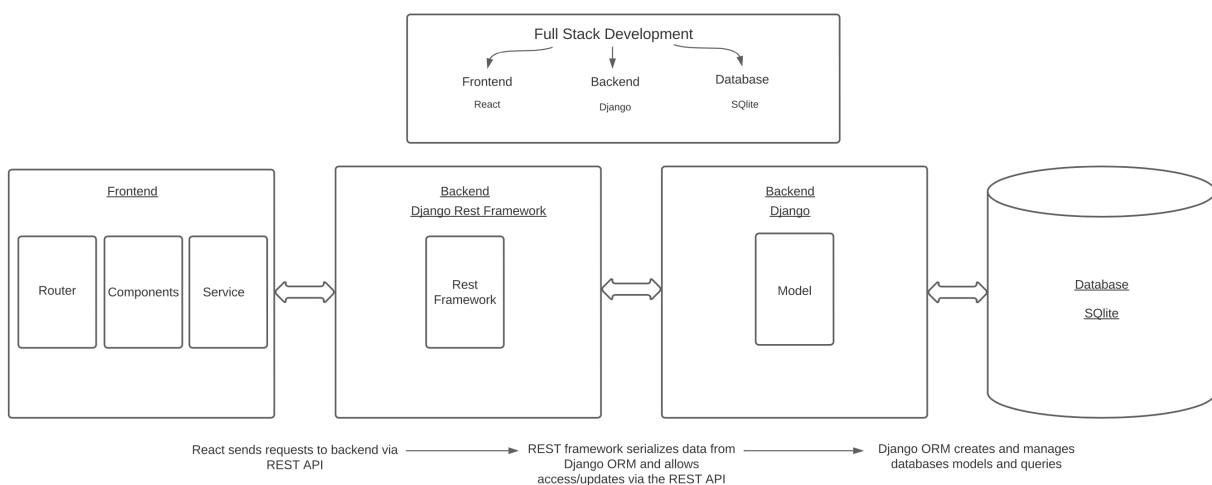 Full Stack Development
Frontend
React
Backend
Django
Database
SQlite
Frontend
Router
Components
Service
Backend
Django Rest Framework
Rest
Framework
Backend
Django
Model
Database
SQlite
React sends requests to backend via
REST API
REST framework serializes data from
Django ORM and allows
access/updates via the REST API
Django ORM creates and manages
databases models and queries